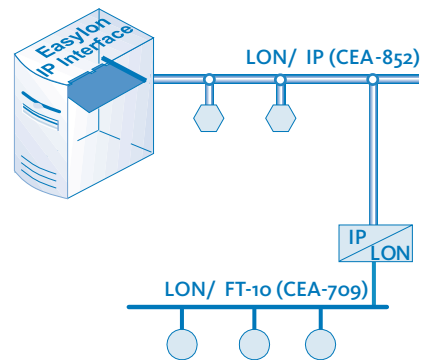 Easylon
IP Interface
LON/ IP (CEA-852)
IP
LON
LON/ FT-10 (CEA-709)